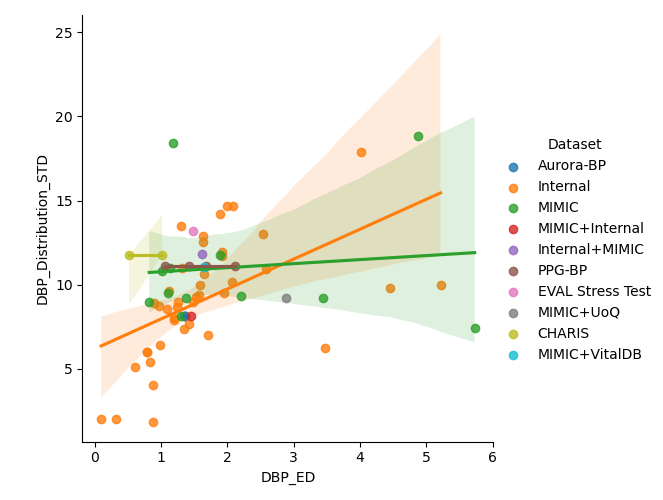 25
20
15
10
5
DBP_Distribution_STD
0 1 2 3 4 5 6
DBP_ED
Dataset
Aurora-BP
Internal
MIMIC
MIMIC+Internal
Internal+MIMIC
PPG-BP
EVAL Stress Test
MIMIC+UoQ
CHARIS
MIMIC+VitalDB